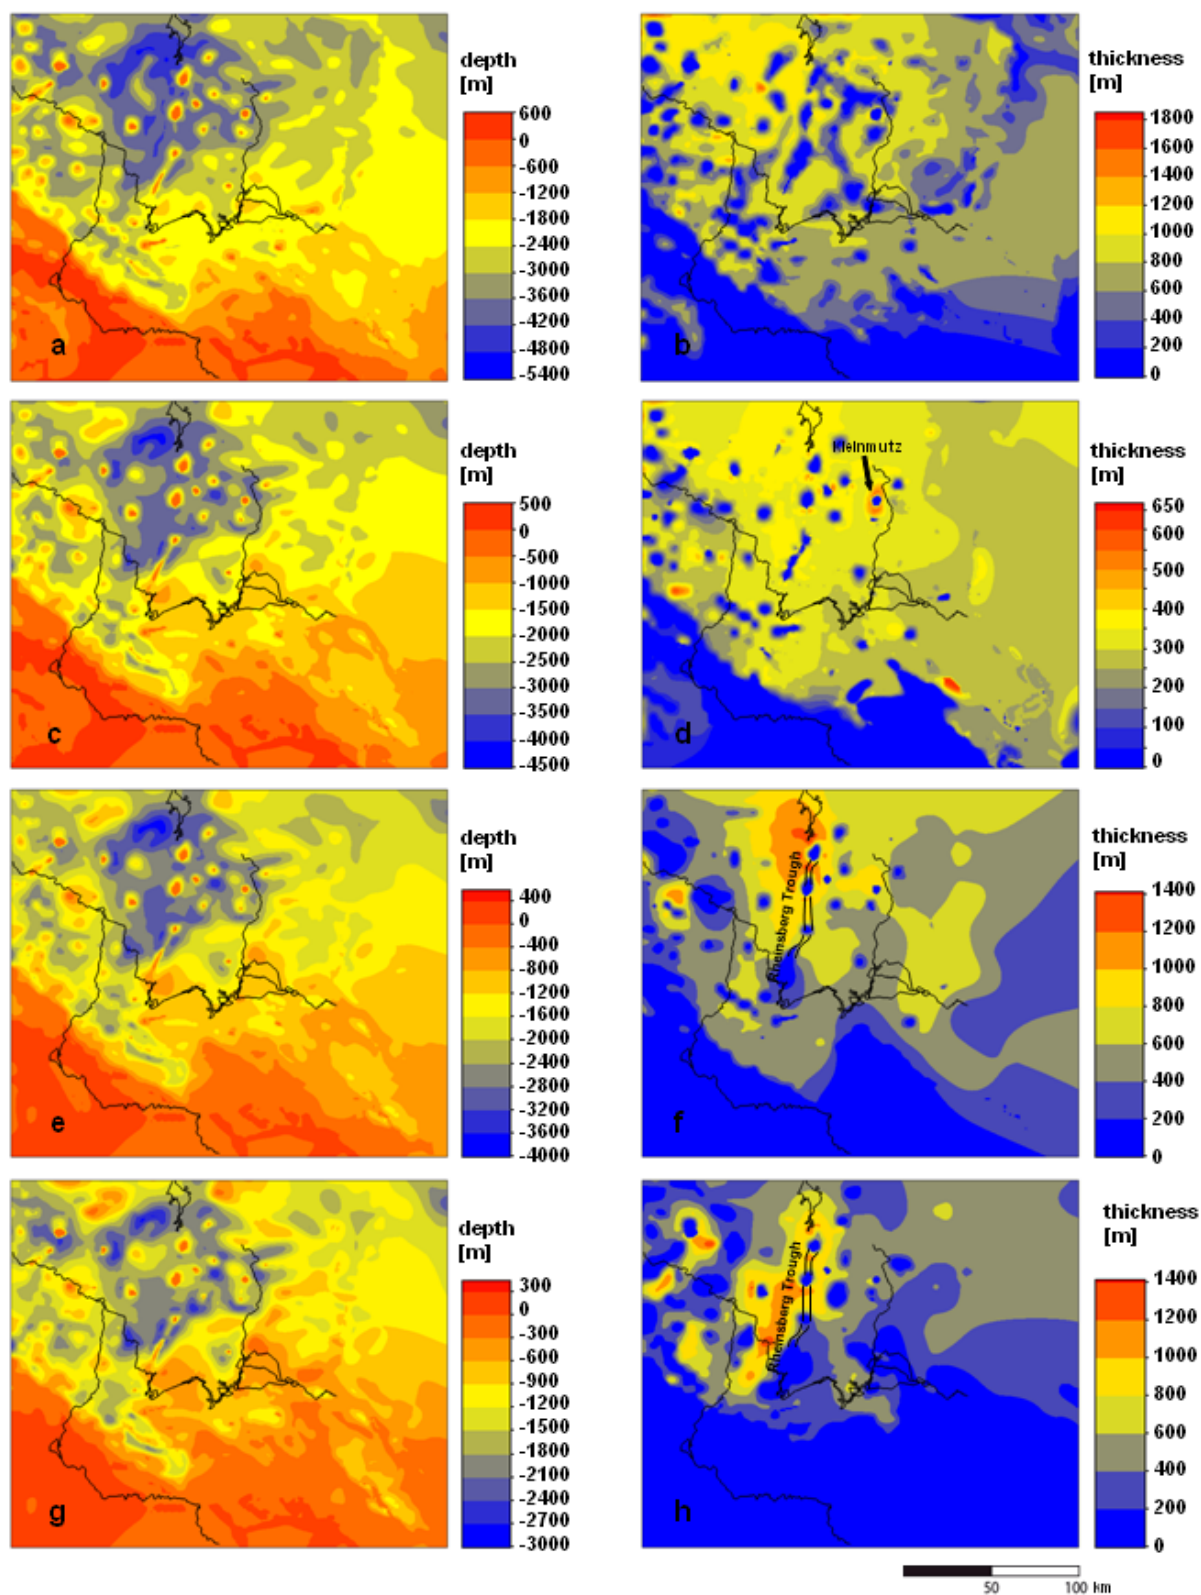 depth
[m]
600
0
-600
-1200
-1800
-2400
-3000
-3600
-4200
-4800
-5400
a
thickness
[m]
1800
1600
1400
1200
1000
800
600
400
200
0
b
depth
[m]
500
0
-500
-1000
-1500
-2000
-2500
-3000
-3500
-4000
-4500
c
Kleinmutz
thickness
[m]
650
600
500
400
300
200
100
0
d
depth
[m]
400
0
-400
-800
-1200
-1600
-2000
-2400
-2800
-3200
-3600
-4000
e
Rheinsberg Trough
thickness
[m]
1400
1200
1000
800
600
400
200
0
f
depth
[m]
300
0
-300
-600
-900
-1200
-1500
-1800
-2100
-2400
-2700
-3000
g
Rheinsberg Trough
thickness
[m]
1400
1200
1000
800
600
400
200
0
h
50 100 km